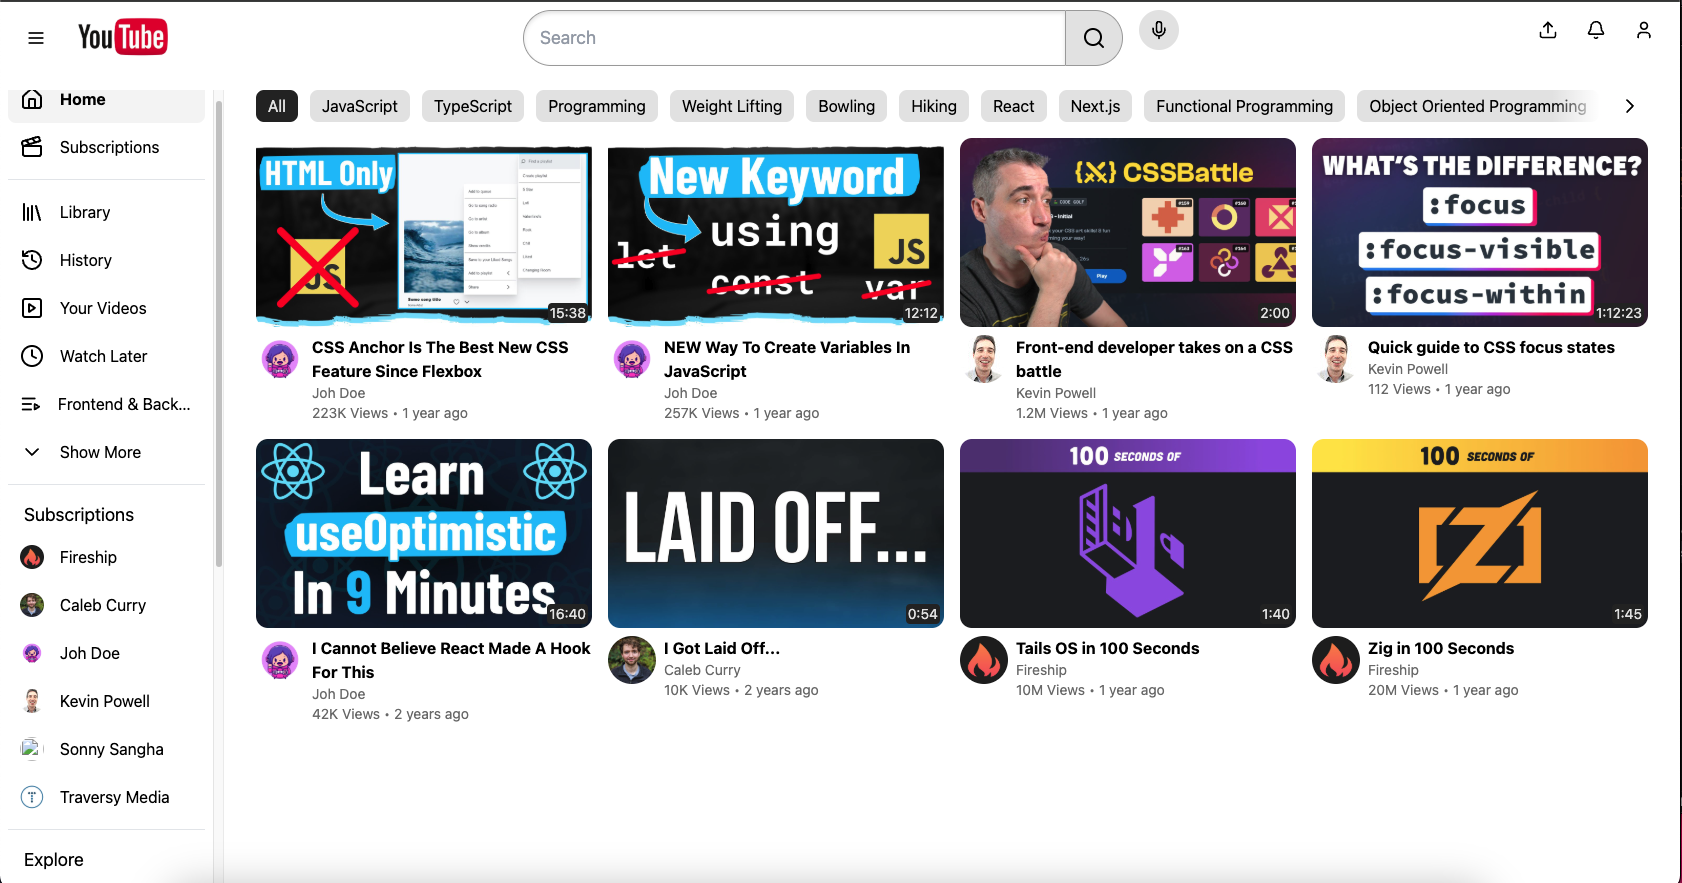 YouTube
Search
Home
Subscriptions
Library
History
Your Videos
Watch Later
Frontend & Back...
Show More
Subscriptions
Fireship
Caleb Curry
Joh Doe
Kevin Powell
Sonny Sangha
Traversy Media
Explore
All
JavaScript
TypeScript
Programming
Weight Lifting
Bowling
Hiking
React
Next.js
Functional Programming
Object Oriented Programming
HTML Only
JS
15:38
CSS Anchor Is The Best New CSS
Feature Since Flexbox
Joh Doe
223K Views • 1 year ago
New Keyword
let
using
const
JS
var
12:12
NEW Way To Create Variables In
JavaScript
Joh Doe
257K Views • 1 year ago
{X} CSSBattle
Play
2:00
Front-end developer takes on a CSS
battle
Kevin Powell
1.2M Views • 1 year ago
WHAT'S THE DIFFERENCE?
:focus
:focus-visible
:focus-within
1:12:23
Quick guide to CSS focus states
Kevin Powell
112 Views • 1 year ago
Learn
useOptimistic
In 9 Minutes
16:40
I Cannot Believe React Made A Hook
For This
Joh Doe
42K Views • 2 years ago
LAID OFF...
0:54
I Got Laid Off...
Caleb Curry
10K Views • 2 years ago
100 SECONDS OF
1:40
Tails OS in 100 Seconds
Fireship
10M Views • 1 year ago
100 SECONDS OF
1:45
Zig in 100 Seconds
Fireship
20M Views • 1 year ago